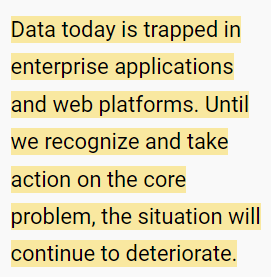 Data today is trapped in
enterprise applications
and web platforms. Until
we recognize and take
action on the core
problem, the situation will
continue to deteriorate.